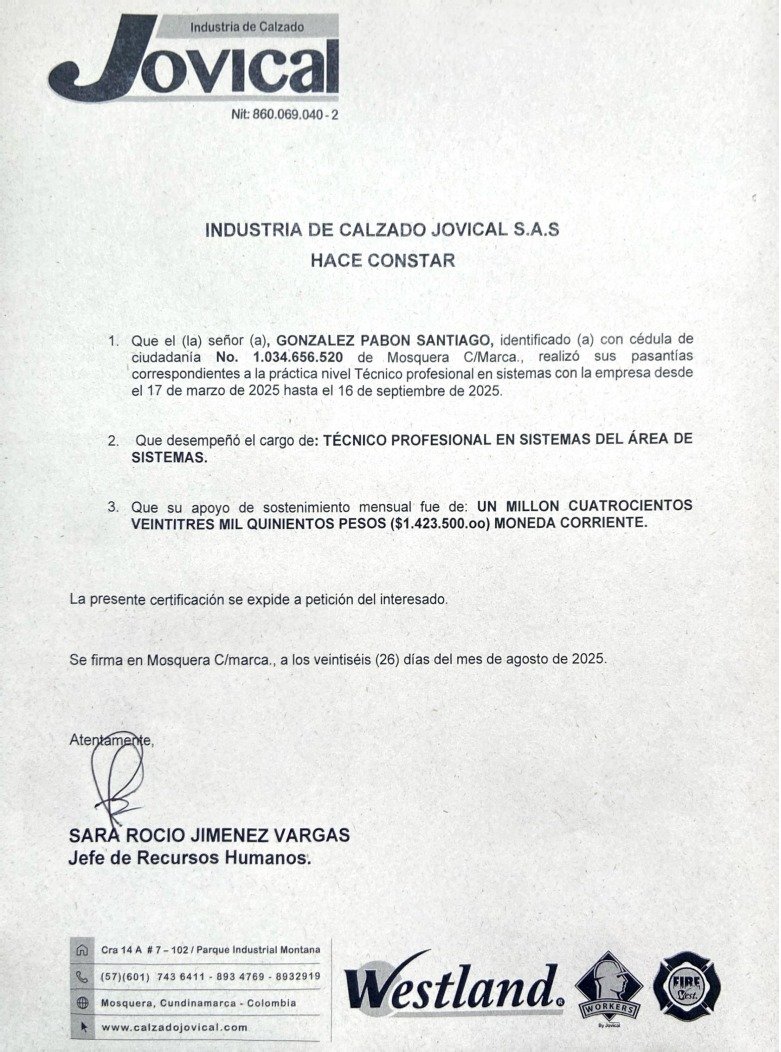 Industria de Calzado
Jovical
Nit: 860.069.040 - 2
INDUSTRIA DE CALZADO JOVICAL S.A.S
HACE CONSTAR
1. Que el (la) señor (a), GONZALEZ PABON SANTIAGO, identificado (a) con cédula de
ciudadanía No. 1.034.656.520 de Mosquera C/Marca., realizó sus pasantías
correspondientes a la práctica nivel Técnico profesional en sistemas con la empresa desde
el 17 de marzo de 2025 hasta el 16 de septiembre de 2025.
2. Que desempeñó el cargo de: TÉCNICO PROFESIONAL EN SISTEMAS DEL ÁREA DE
SISTEMAS.
3. Que su apoyo de sostenimiento mensual fue de: UN MILLON CUATROCIENTOS
VEINTITRES MIL QUINIENTOS PESOS ($1.423.500.oo) MONEDA CORRIENTE.
La presente certificación se expide a petición del interesado.
Se firma en Mosquera C/marca., a los veintiséis (26) días del mes de agosto de 2025.
Atentamente,
SARA ROCIO JIMENEZ VARGAS
Jefe de Recursos Humanos.
Cra 14 A # 7 – 102 / Parque Industrial Montana
(57)(601) 743 6411 - 893 4769 - 8932919
Mosquera, Cundinamarca - Colombia
www.calzadojovical.com
Westland®
WORKERS
By Jovical
FIRE
West.